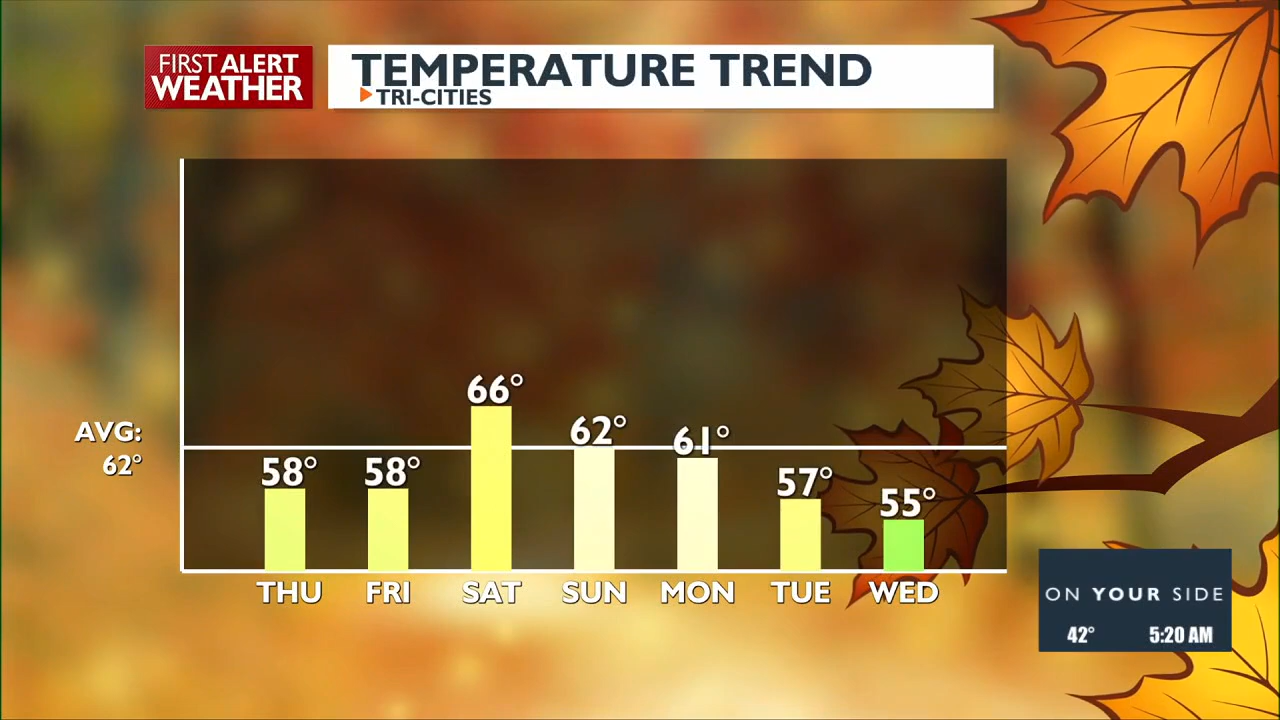 FIRST ALERT
WEATHER
TEMPERATURE TREND
TRI-CITIES
66°
62°
61°
AVG:
62°
58°
58°
57°
55°
THU FRI SAT SUN MON TUE WED
ON YOUR SIDE
42° 5:20 AM